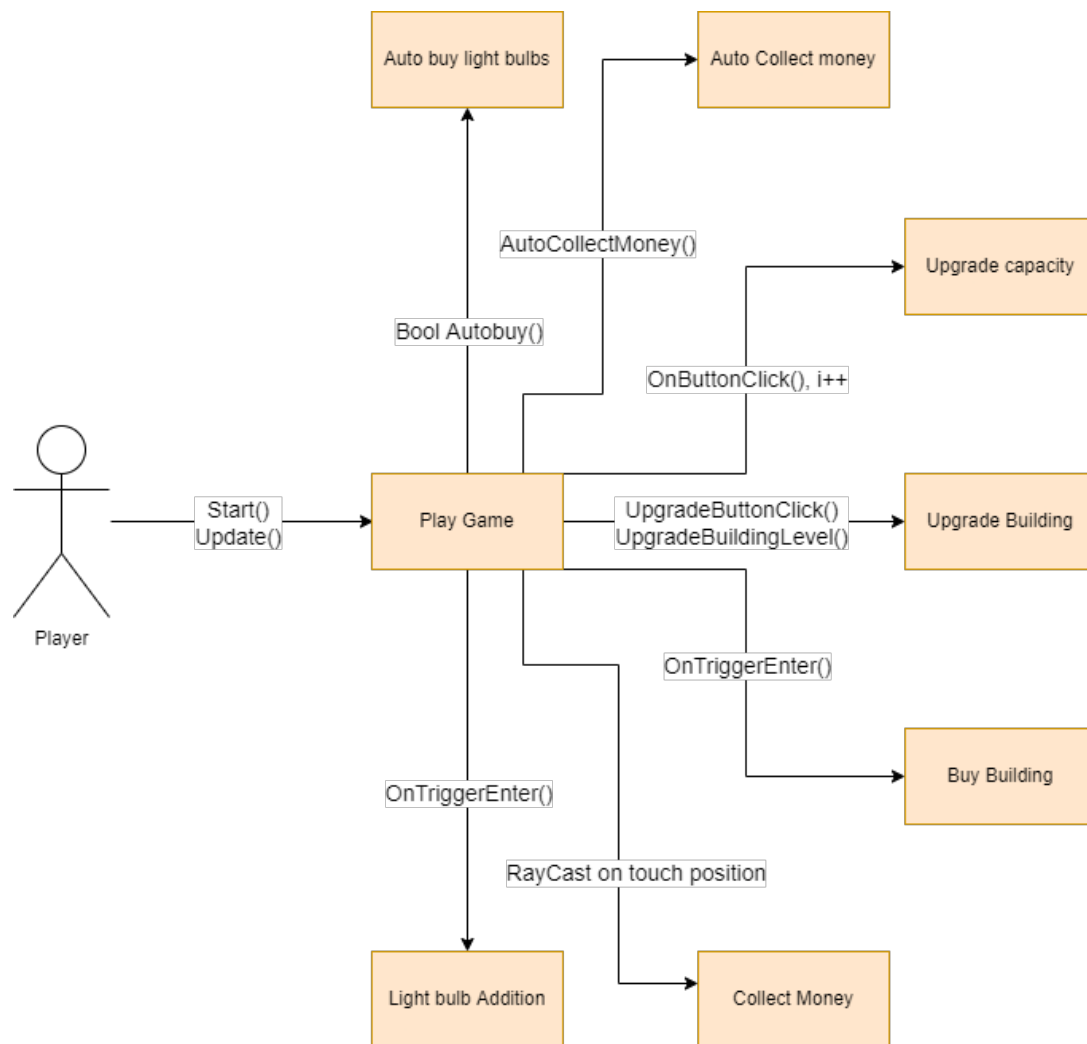 Auto buy light bulbs
Auto Collect money
AutoCollectMoney()
Upgrade capacity
Bool Autobuy()
OnButtonClick(), i++
Start()
Update()
Play Game
UpgradeButtonClick()
UpgradeBuildingLevel()
Upgrade Building
Player
OnTriggerEnter()
Buy Building
OnTriggerEnter()
RayCast on touch position
Light bulb Addition
Collect Money